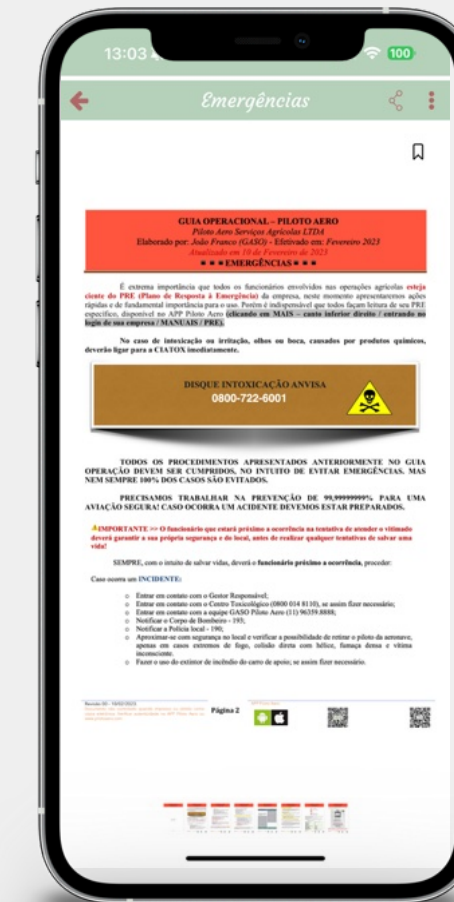 13:03
100
Emergências
GUIA OPERACIONAL – PILOTO AERO
Piloto Aero Serviços Agrícolas LTDA
Elaborado por: João Franco (GASO) - Efetivado em: Fevereiro 2023
Atualizado em 10 de Fevereiro de 2023
* * * EMERGÊNCIAS * * *
É extrema importância que todos os funcionários envolvidos nas operações agrícolas esteja
ciente do PRE (Plano de Resposta à Emergência) da empresa, neste momento apresentaremos ações
rápidas e de fundamental importância para o uso. Porém é indispensável que todos façam leitura de seu PRE
específico, disponível no APP Piloto Aero (clicando em MAIS – canto inferior direito / entrando no
login de sua empresa / MANUAIS / PRE).
No caso de intoxicação ou irritação, olhos ou boca, causados por produtos químicos,
deverão ligar para a CIATOX imediatamente.
DISQUE INTOXICAÇÃO ANVISA
0800-722-6001
TODOS OS PROCEDIMENTOS APRESENTADOS ANTERIORMENTE NO GUIA
OPERAÇÃO DEVEM SER CUMPRIDOS, NO INTUITO DE EVITAR EMERGÊNCIAS. MAS
NEM SEMPRE 100% DOS CASOS SÃO EVITADOS.
PRECISAMOS TRABALHAR NA PREVENÇÃO DE 99,99999999% PARA UMA
AVIAÇÃO SEGURA! CASO OCORRA UM ACIDENTE DEVEMOS ESTAR PREPARADOS.
IMPORTANTE >> O funcionário que estará próximo a ocorrência na tentativa de atender o vitimado
deverá garantir a sua própria segurança e do local, antes de realizar qualquer tentativas de salvar uma
vida!
SEMPRE, com o intuito de salvar vidas, deverá o funcionário próximo a ocorrência, proceder:
Caso ocorra um INCIDENTE:
o Entrar em contato com o Gestor Responsável;
o Entrar em contato com o Centro Toxicológico (0800 014 8110), se assim fizer necessário;
o Entrar em contato com a equipe GASO Piloto Aero (11) 96359.8888;
o Notificar o Corpo de Bombeiro - 193;
o Notificar a Polícia local - 190;
o Aproximar-se com segurança no local e verificar a possibilidade de retirar o piloto da aeronave,
apenas em casos extremos de fogo, colisão direta com hélice, fumaça densa e vítima
inconsciente.
o Fazer o uso do extintor de incêndio do carro de apoio; se assim fizer necessário.
Revisão 00 - 10/02/2023
Página 2